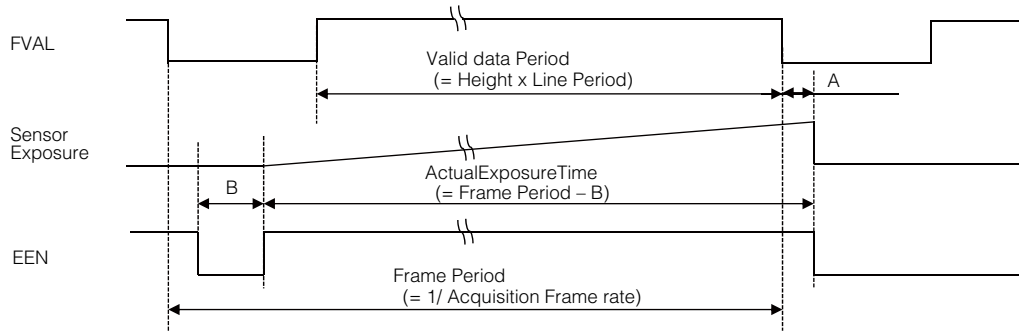 FVAL
Valid data Period
(= Height x Line Period)
A
Sensor
Exposure
B
ActualExposureTime
(= Frame Period – B)
EEN
Frame Period
(= 1/ Acquisition Frame rate)